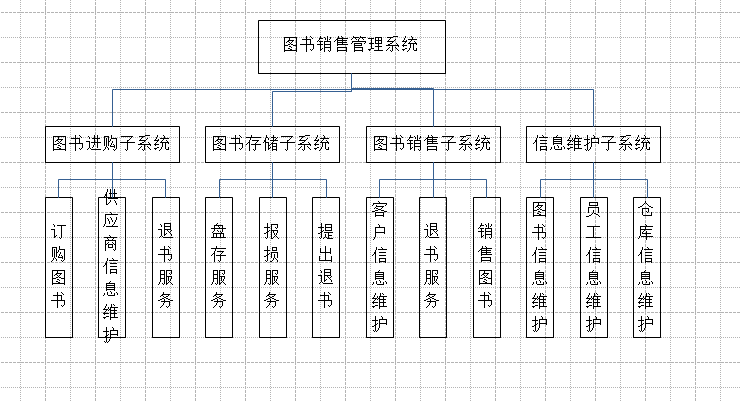 图书销售管理系统
图书进购子系统
图书存储子系统
图书销售子系统
信息维护子系统
订购图书
供应商信息维护
退书服务
盘存服务
报损服务
提出退书
客户信息维护
退书服务
销售图书
图书信息维护
员工信息维护
仓库信息维护